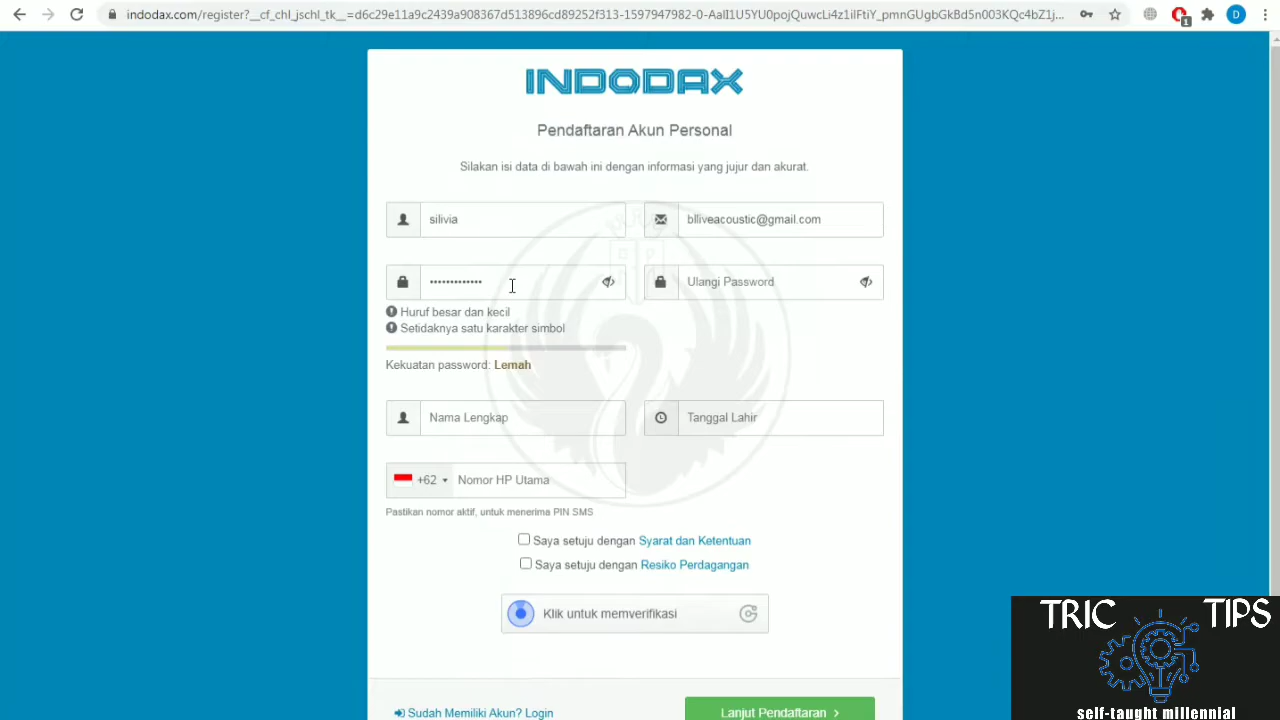 indodax.com/register?__cf_chl_jschl_tk__=d6c29e11a9c2439a908367d513896cd89252f313-1597947982-0-AaII1U5YU0pojQuwcLi4z1iIFtiY_pmnGUgbGkBd5n003KQc4bZ1j...
1
D
INDODAX
Pendaftaran Akun Personal
Silakan isi data di bawah ini dengan informasi yang jujur dan akurat.
silivia
blliveacoustic@gmail.com
•••••••••••••
Ulangi Password
Huruf besar dan kecil
Setidaknya satu karakter simbol
Kekuatan password: Lemah
Nama Lengkap
Tanggal Lahir
+62
Nomor HP Utama
Pastikan nomor aktif, untuk menerima PIN SMS
Saya setuju dengan Syarat dan Ketentuan
Saya setuju dengan Resiko Perdagangan
Klik untuk memverifikasi
TRIC TIPS
self-taught millennial
Sudah Memiliki Akun? Login
Lanjut Pendaftaran